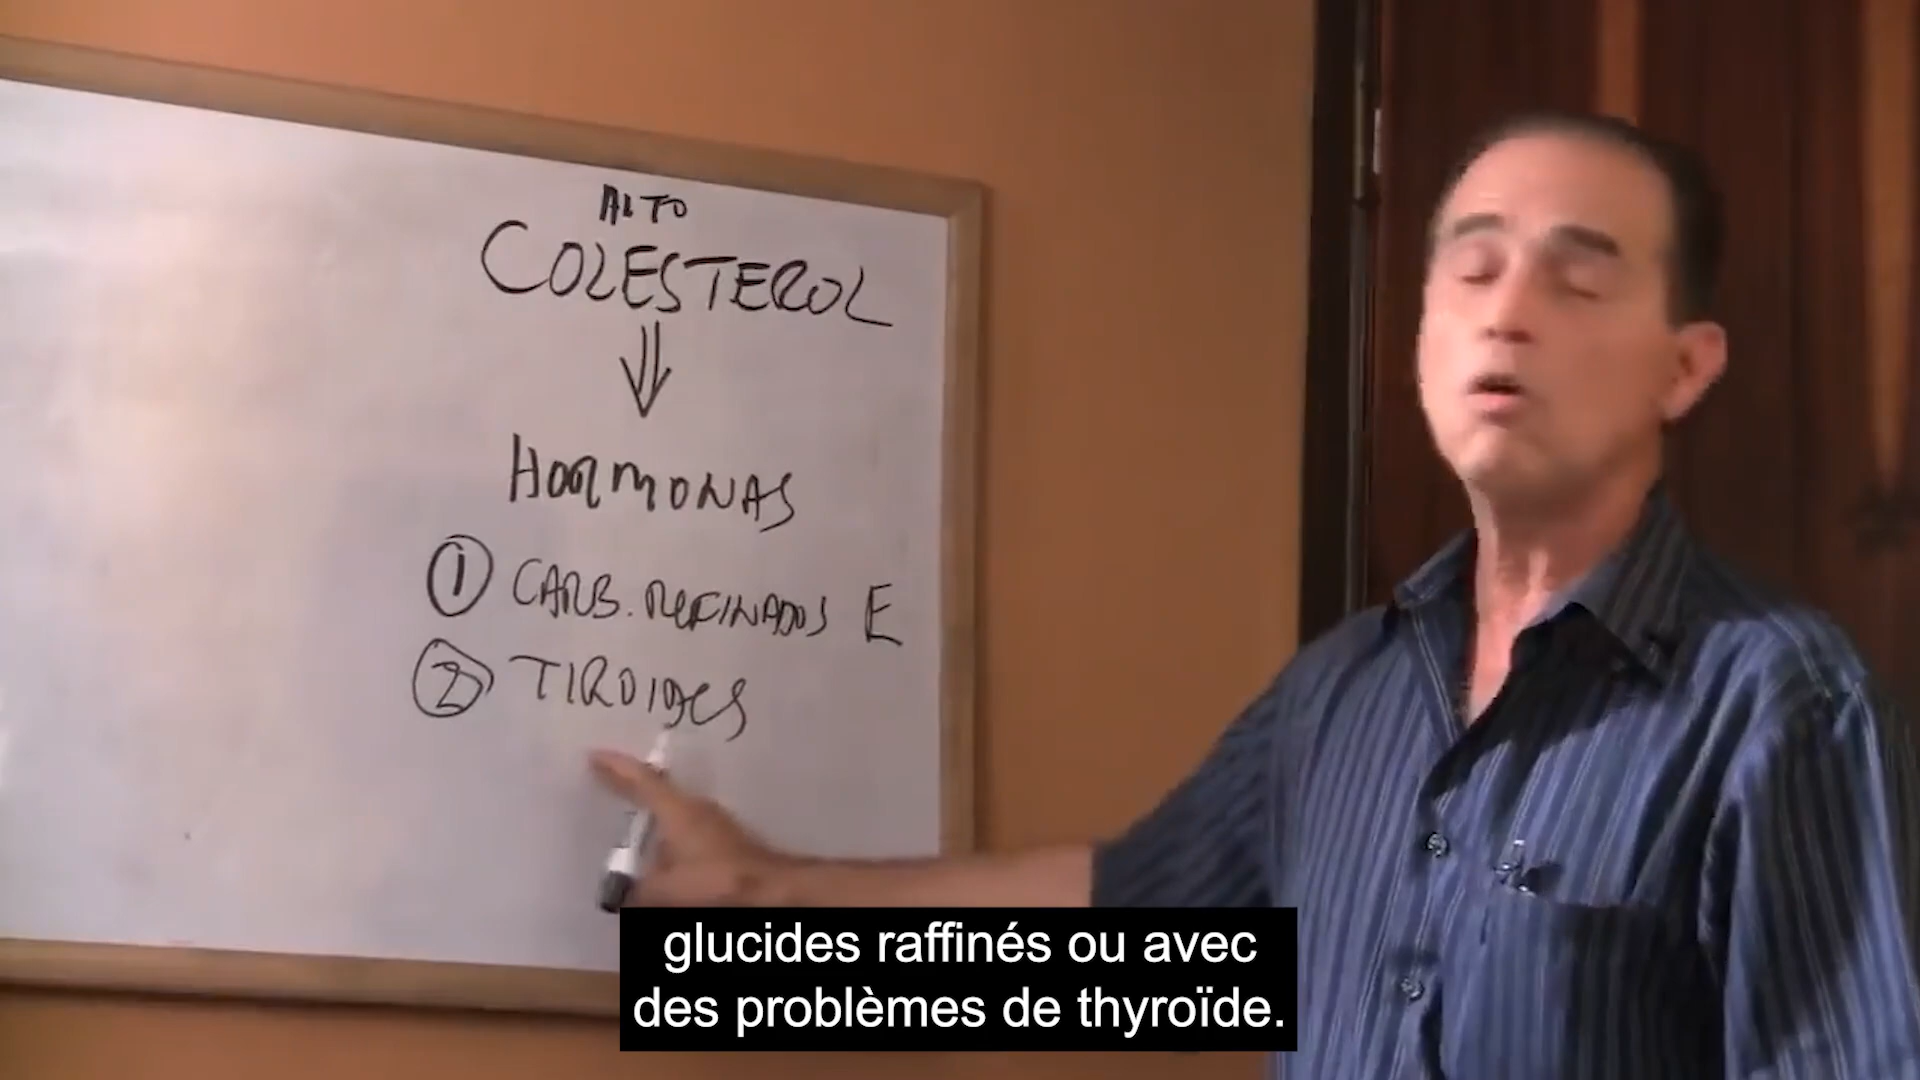 ALTO
COLESTEROL
HORMONAS
1 CARB. REFINADOS E
2 TIROIDES
glucides raffinés ou avec
des problèmes de thyroïde.